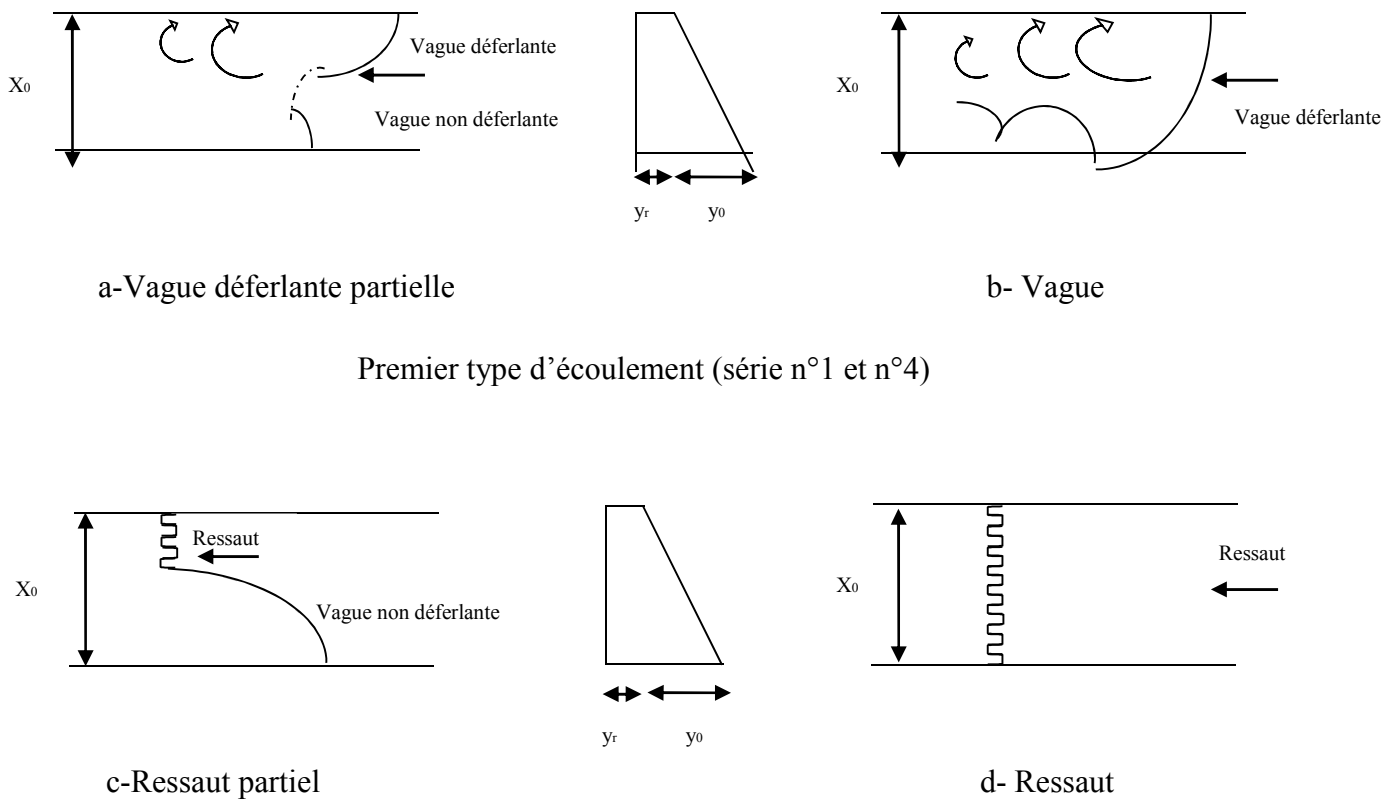 Vague déferlante
X0
Vague non déferlante
yr
y0
X0
Vague déferlante
a-Vague déferlante partielle
b- Vague
Premier type d'écoulement (série n°1 et n°4)
Ressaut
X0
Vague non déferlante
yr
y0
Ressaut
X0
c-Ressaut partiel
d- Ressaut